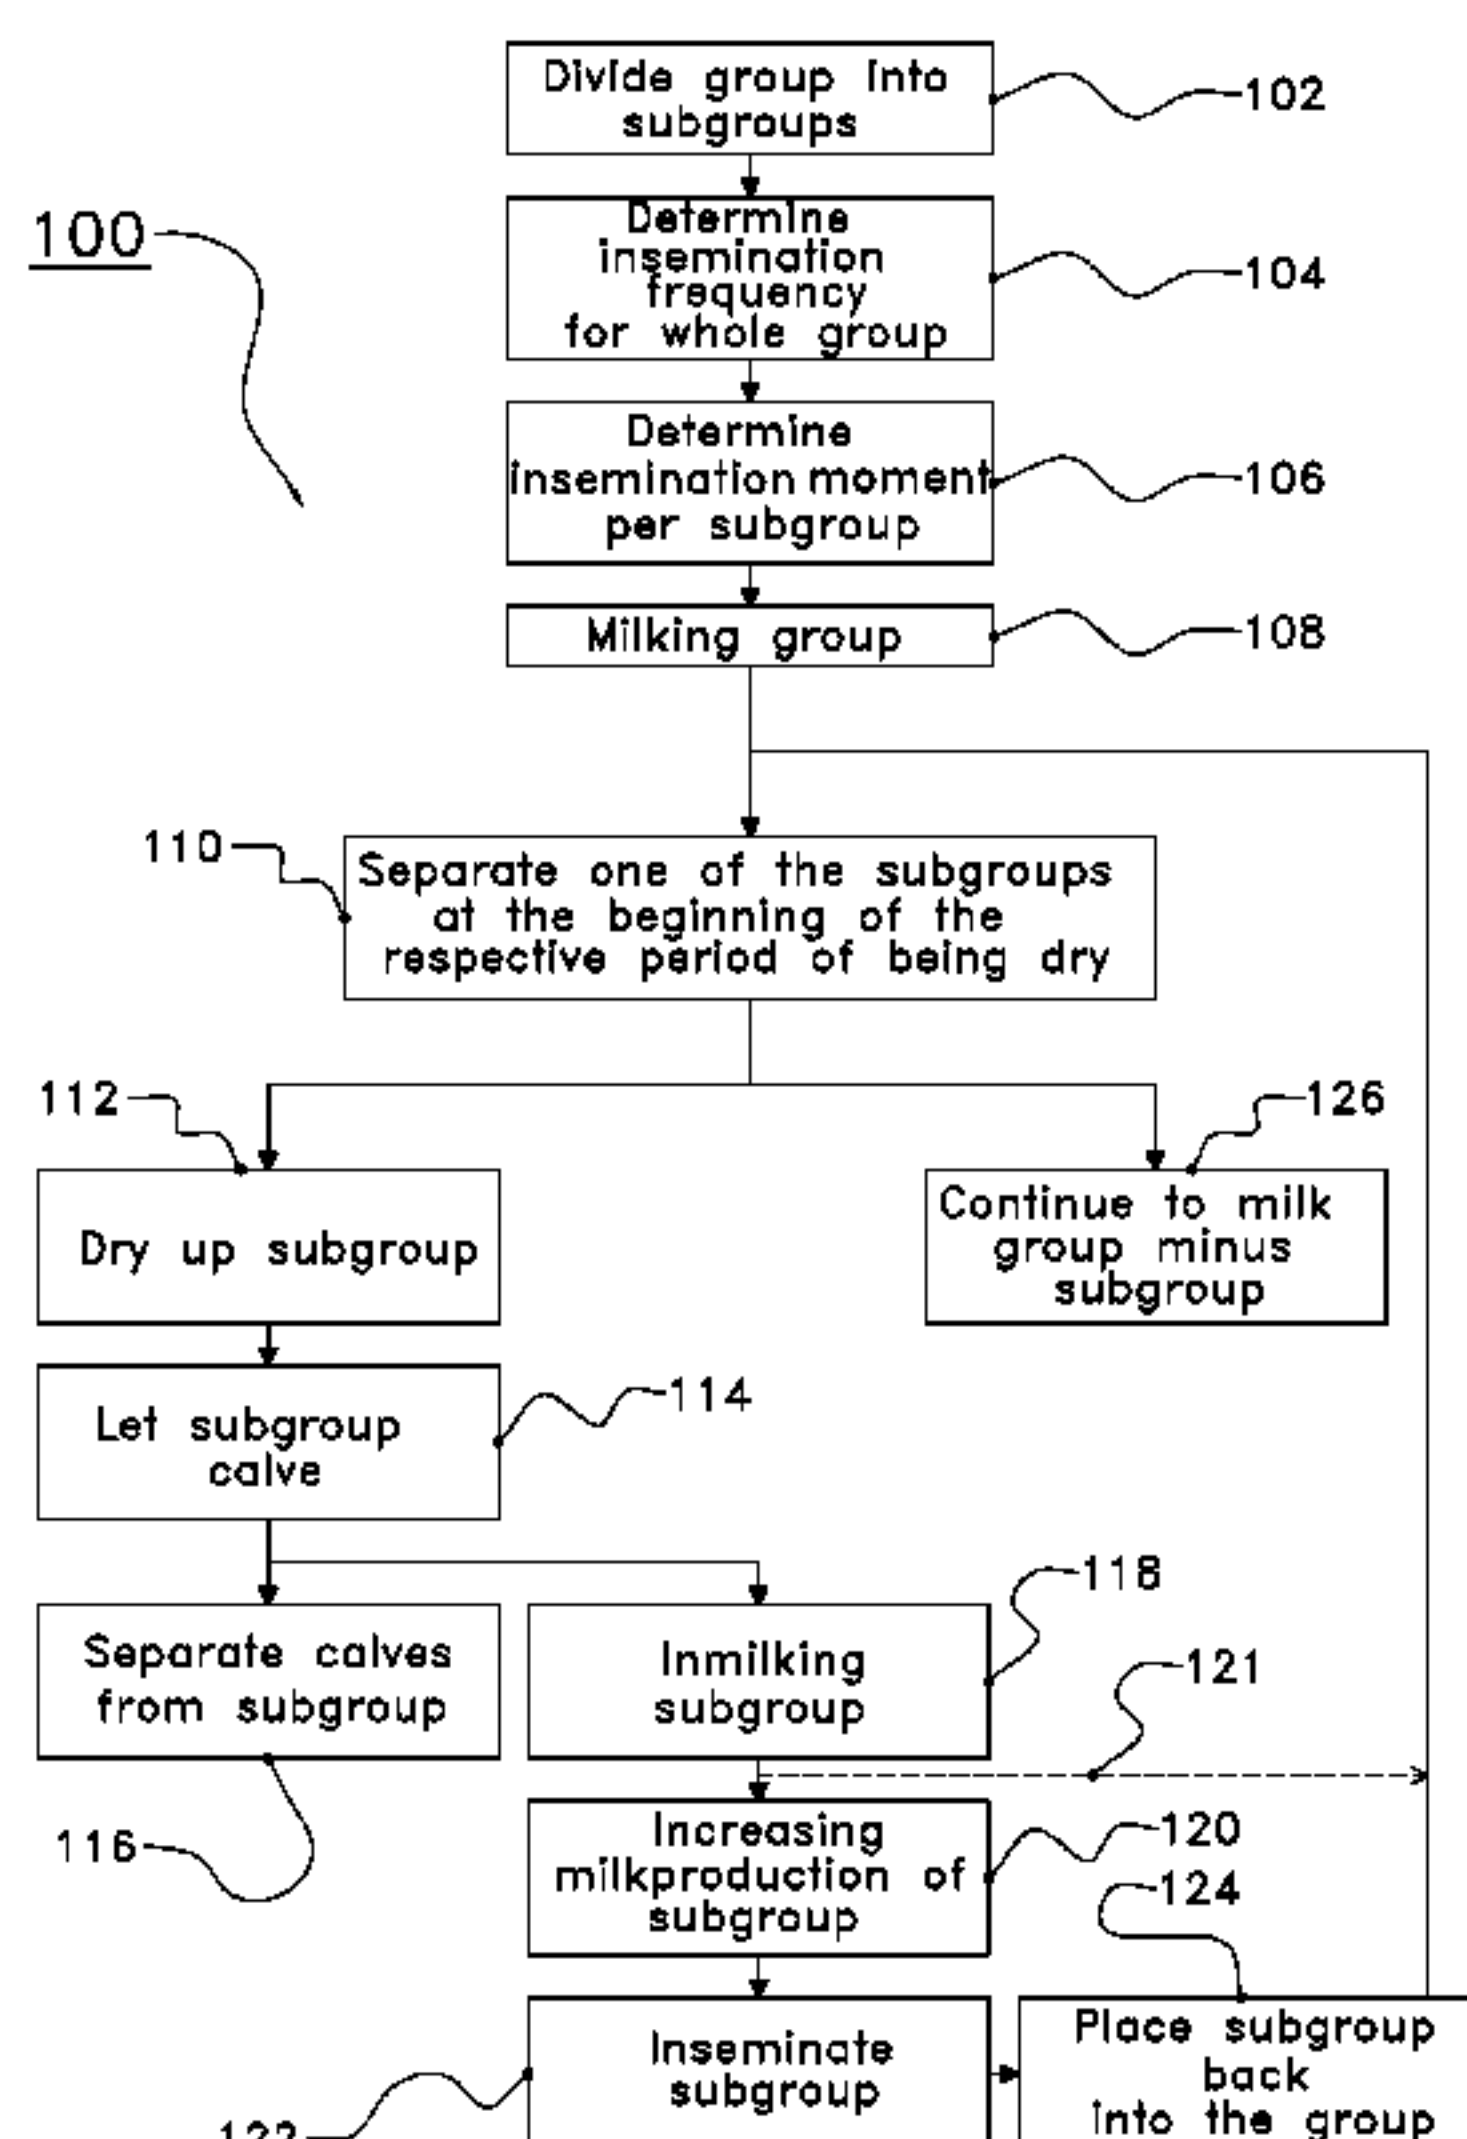 Divide group into
subgroups
102
100
Determine
insemination
frequency
for whole group
104
Determine
insemination moment
per subgroup
106
Milking group
108
110
Separate one of the subgroups
at the beginning of the
respective period of being dry
112
126
Dry up subgroup
Continue to milk
group minus
subgroup
Let subgroup
calve
114
118
Separate calves
from subgroup
Inmilking
subgroup
121
116
Increasing
milkproduction of
subgroup
120
124
Inseminate
subgroup
Place subgroup
back
into the group